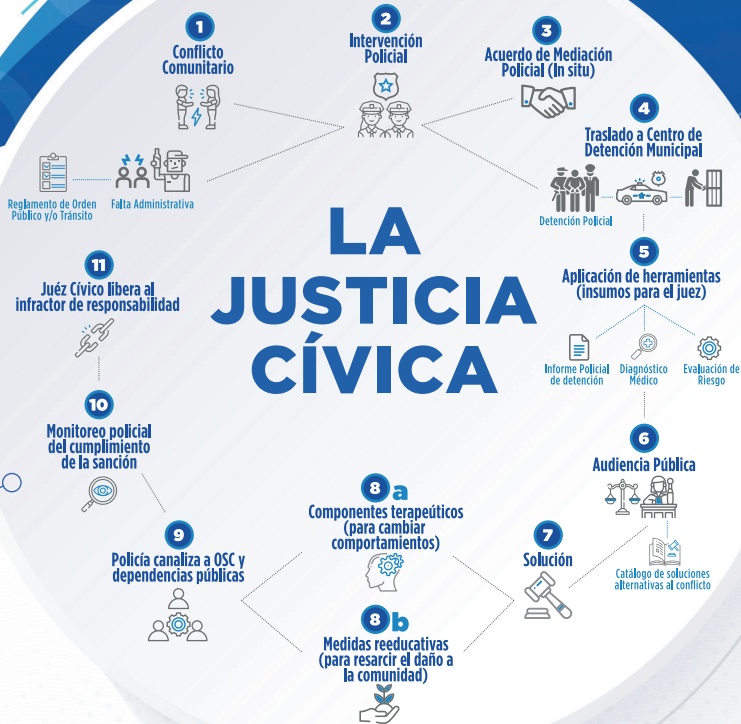 LA
JUSTICIA
CÍVICA
1
Conflicto
Comunitario
2
Intervención
Policial
3
Acuerdo de Mediación
Policial (In situ)
4
Traslado a Centro de
Detención Municipal
Detención Policial
Reglamento de Orden
Público y/o Tránsito
Falta Administrativa
5
Aplicación de herramientas
(insumos para el juez)
Informe Policial
de detención
Diagnóstico
Médico
Evaluación de
Riesgo
6
Audiencia Pública
Catálogo de soluciones
alternativas al conflicto
7
Solución
8 a
Componentes terapeúticos
(para cambiar
comportamientos)
8 b
Medidas reeducativas
(para resarcir el daño a
la comunidad)
9
Policía canaliza a OSC y
dependencias públicas
10
Monitoreo policial
del cumplimiento
de la sanción
11
Juéz Cívico libera al
infractor de responsabilidad